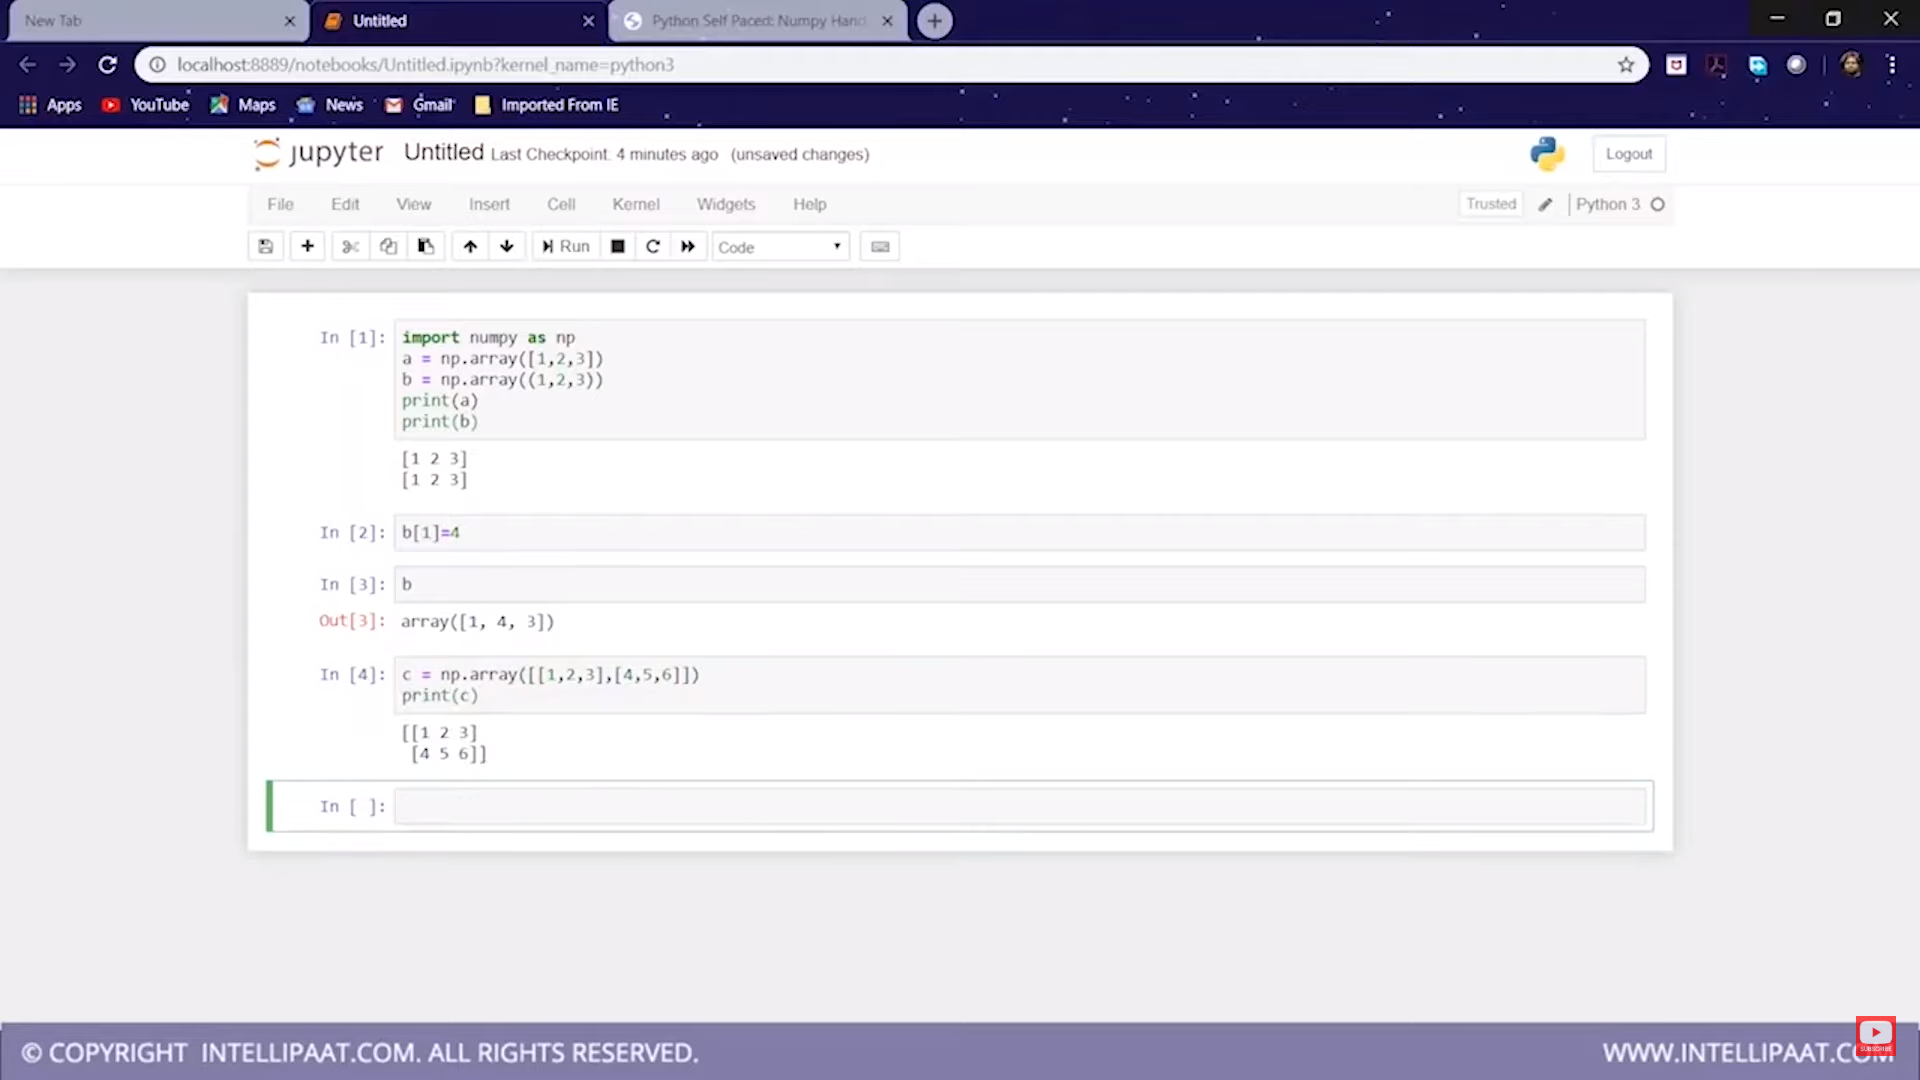 New Tab
Untitled
Python Self Paced: Numpy Hand
localhost:8889/notebooks/Untitled.ipynb?kernel_name=python3
Apps YouTube Maps News Gmail Imported From IE
jupyter Untitled Last Checkpoint: 4 minutes ago (unsaved changes) Logout
File Edit View Insert Cell Kernel Widgets Help Trusted Python 3
Run Code
In [1]: import numpy as np
a = np.array([1,2,3])
b = np.array((1,2,3))
print(a)
print(b)
[1 2 3]
[1 2 3]
In [2]: b[1]=4
In [3]: b
Out[3]: array([1, 4, 3])
In [4]: c = np.array([[1,2,3],[4,5,6]])
print(c)
[[1 2 3]
[4 5 6]]
In [ ]:
© COPYRIGHT INTELLIPAAT.COM. ALL RIGHTS RESERVED. WWW.INTELLIPAAT.COM
SUBSCRIBE